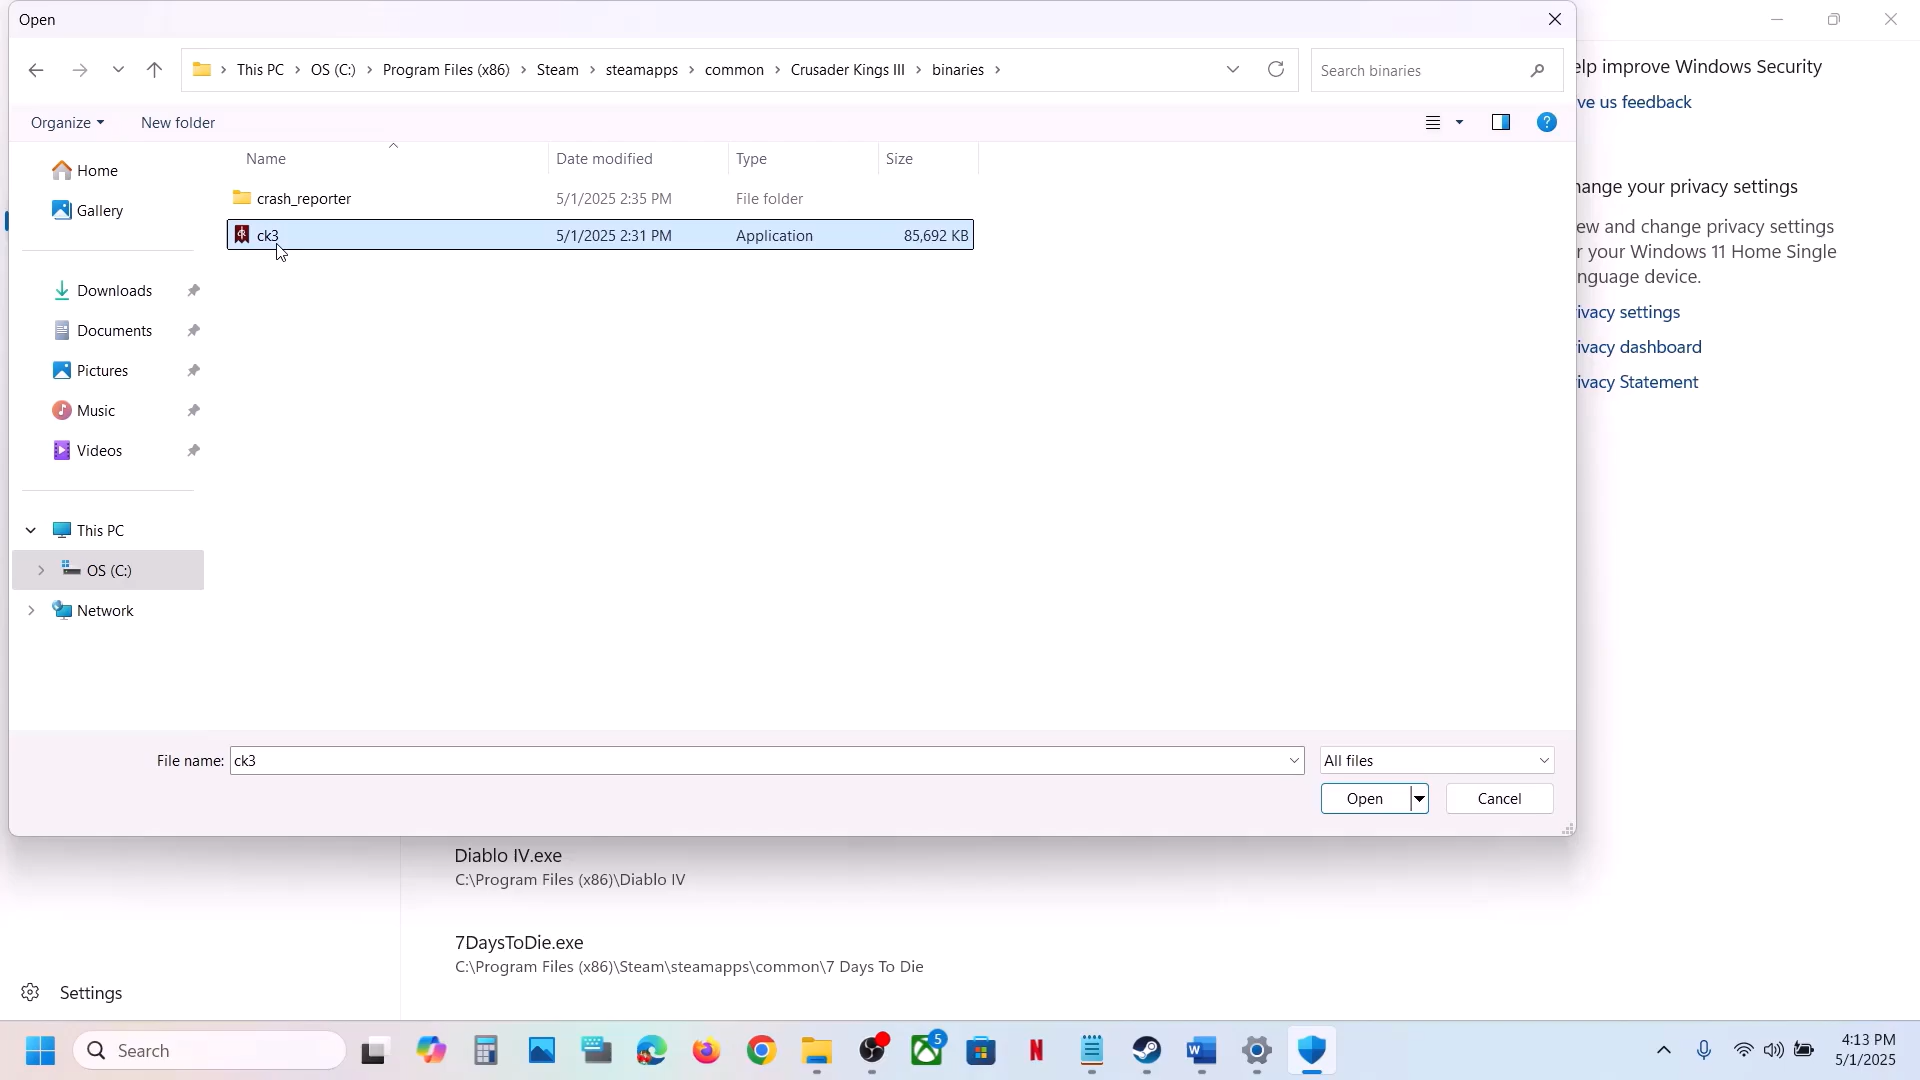 Open
This PC > OS (C:) > Program Files (x86) > Steam > steamapps > common > Crusader Kings III > binaries >
Search binaries
Organize
New folder
Name
Date modified
Type
Size
Home
Gallery
Downloads
Documents
Pictures
Music
Videos
This PC
OS (C:)
Network
crash_reporter
5/1/2025 2:35 PM
File folder
ck3
5/1/2025 2:31 PM
Application
85,692 KB
File name:
ck3
All files
Open
Cancel
elp improve Windows Security
ve us feedback
hange your privacy settings
ew and change privacy settings
r your Windows 11 Home Single
nguage device.
ivacy settings
ivacy dashboard
ivacy Statement
Diablo IV.exe
C:\Program Files (x86)\Diablo IV
7DaysToDie.exe
C:\Program Files (x86)\Steam\steamapps\common\7 Days To Die
Settings
Search
5
4:13 PM
5/1/2025